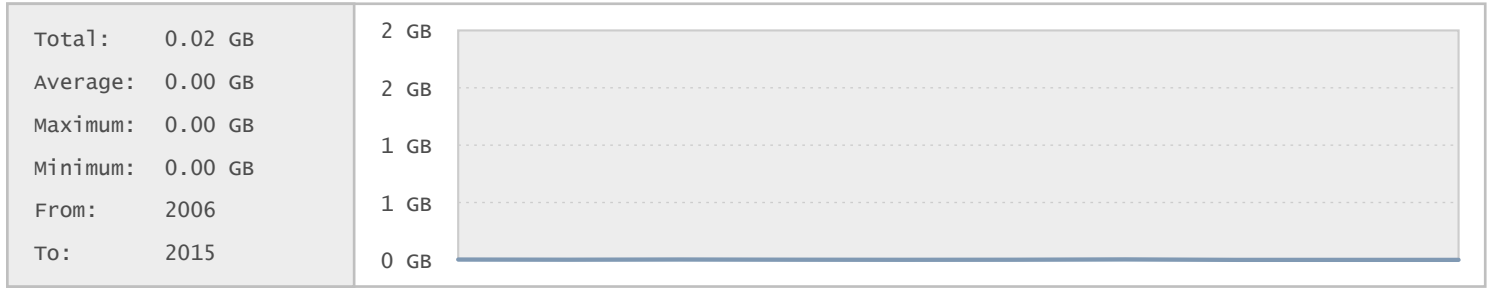 Total: 0.02 GB
Average: 0.00 GB
Maximum: 0.00 GB
Minimum: 0.00 GB
From: 2006
To: 2015
2 GB
2 GB
1 GB
1 GB
0 GB